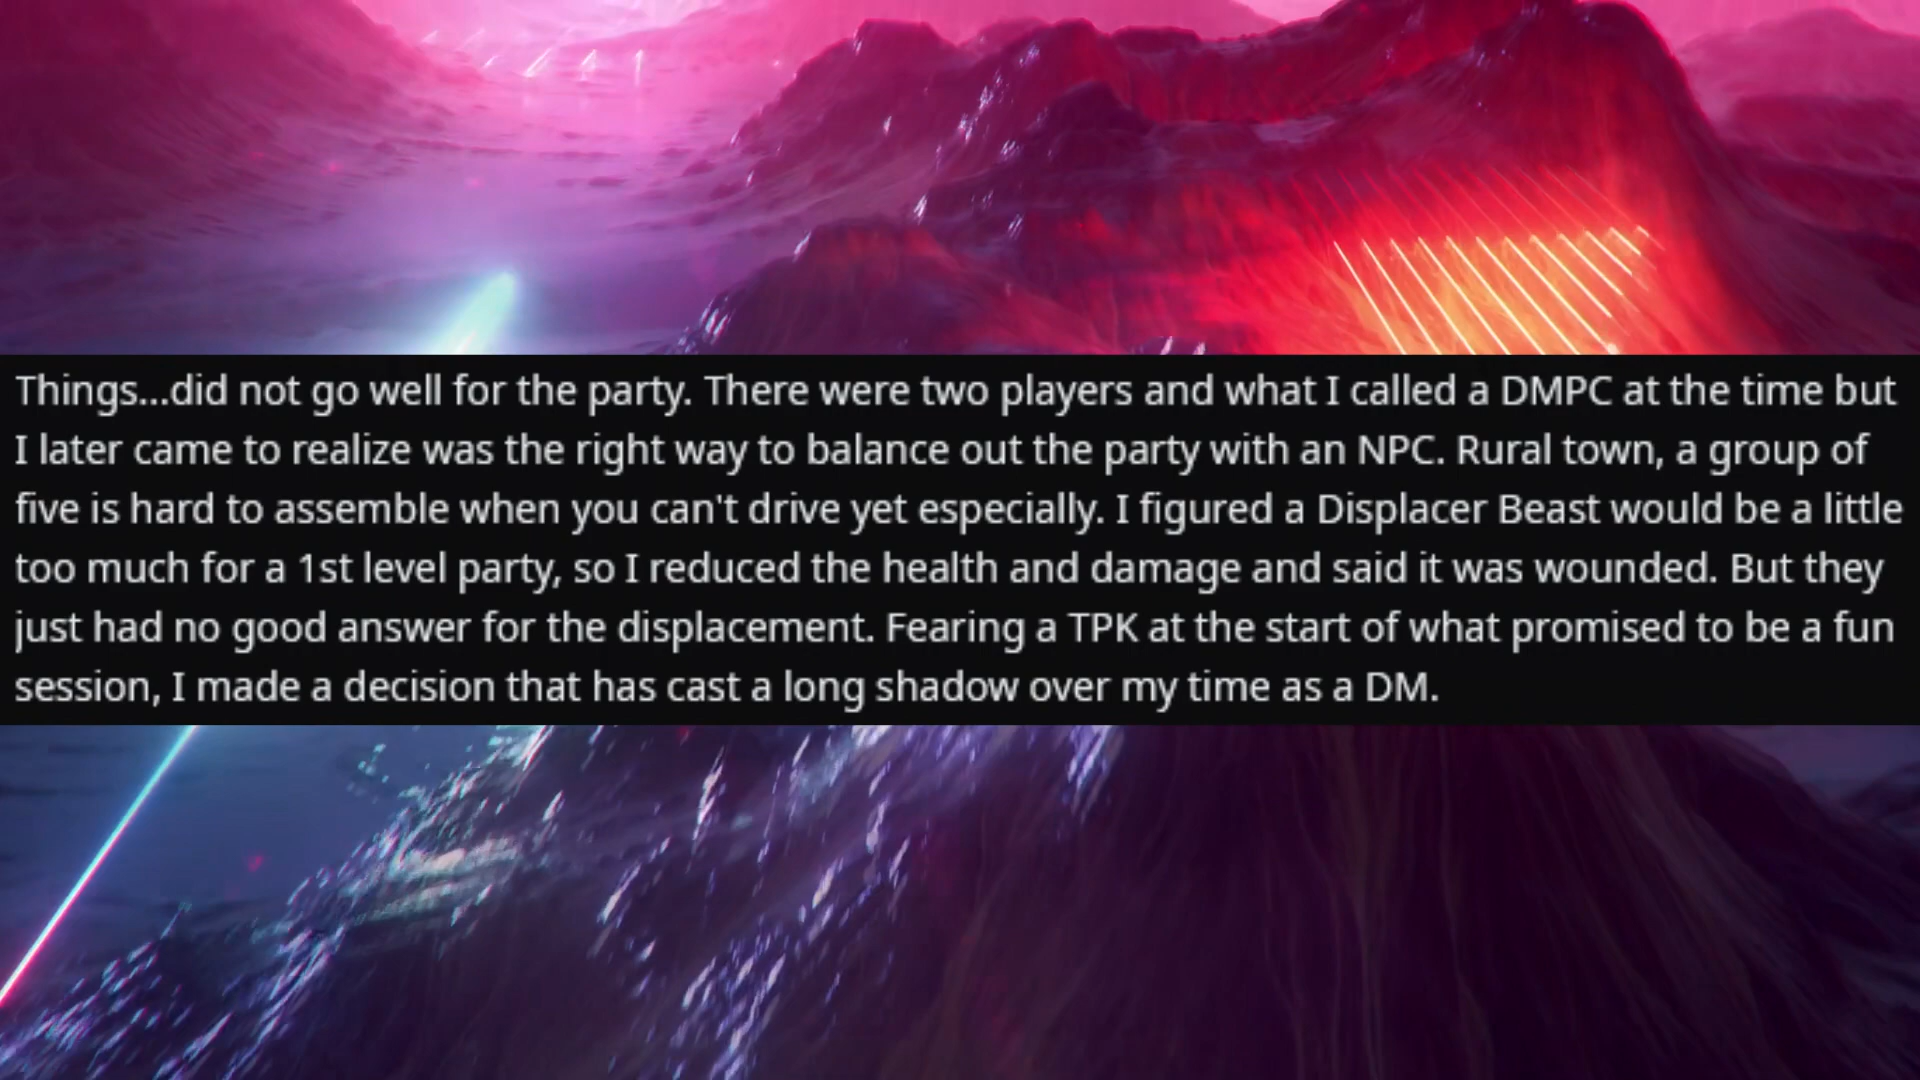 Things...did not go well for the party. There were two players and what I called a DMPC at the time but
I later came to realize was the right way to balance out the party with an NPC. Rural town, a group of
five is hard to assemble when you can't drive yet especially. I figured a Displacer Beast would be a little
too much for a 1st level party, so I reduced the health and damage and said it was wounded. But they
just had no good answer for the displacement. Fearing a TPK at the start of what promised to be a fun
session, I made a decision that has cast a long shadow over my time as a DM.